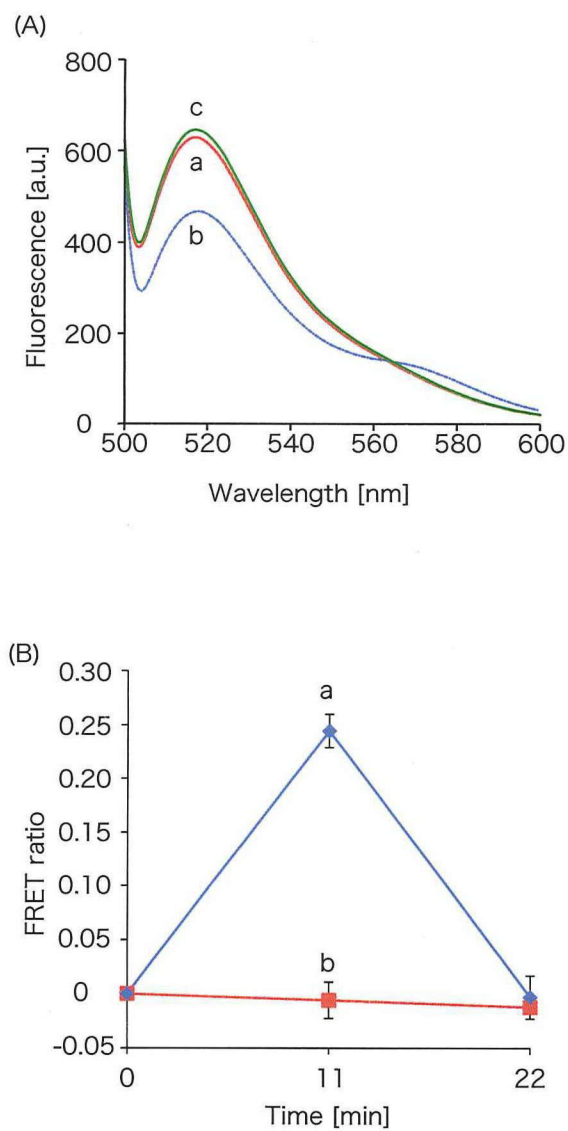 (A)
800
600
400
200
0
Fluorescence [a.u.]
c
a
b
500 520 540 560 580 600
Wavelength [nm]
(B)
0.30
0.25
0.20
0.15
0.10
0.05
0
-0.05
FRET ratio
a
b
0 11 22
Time [min]